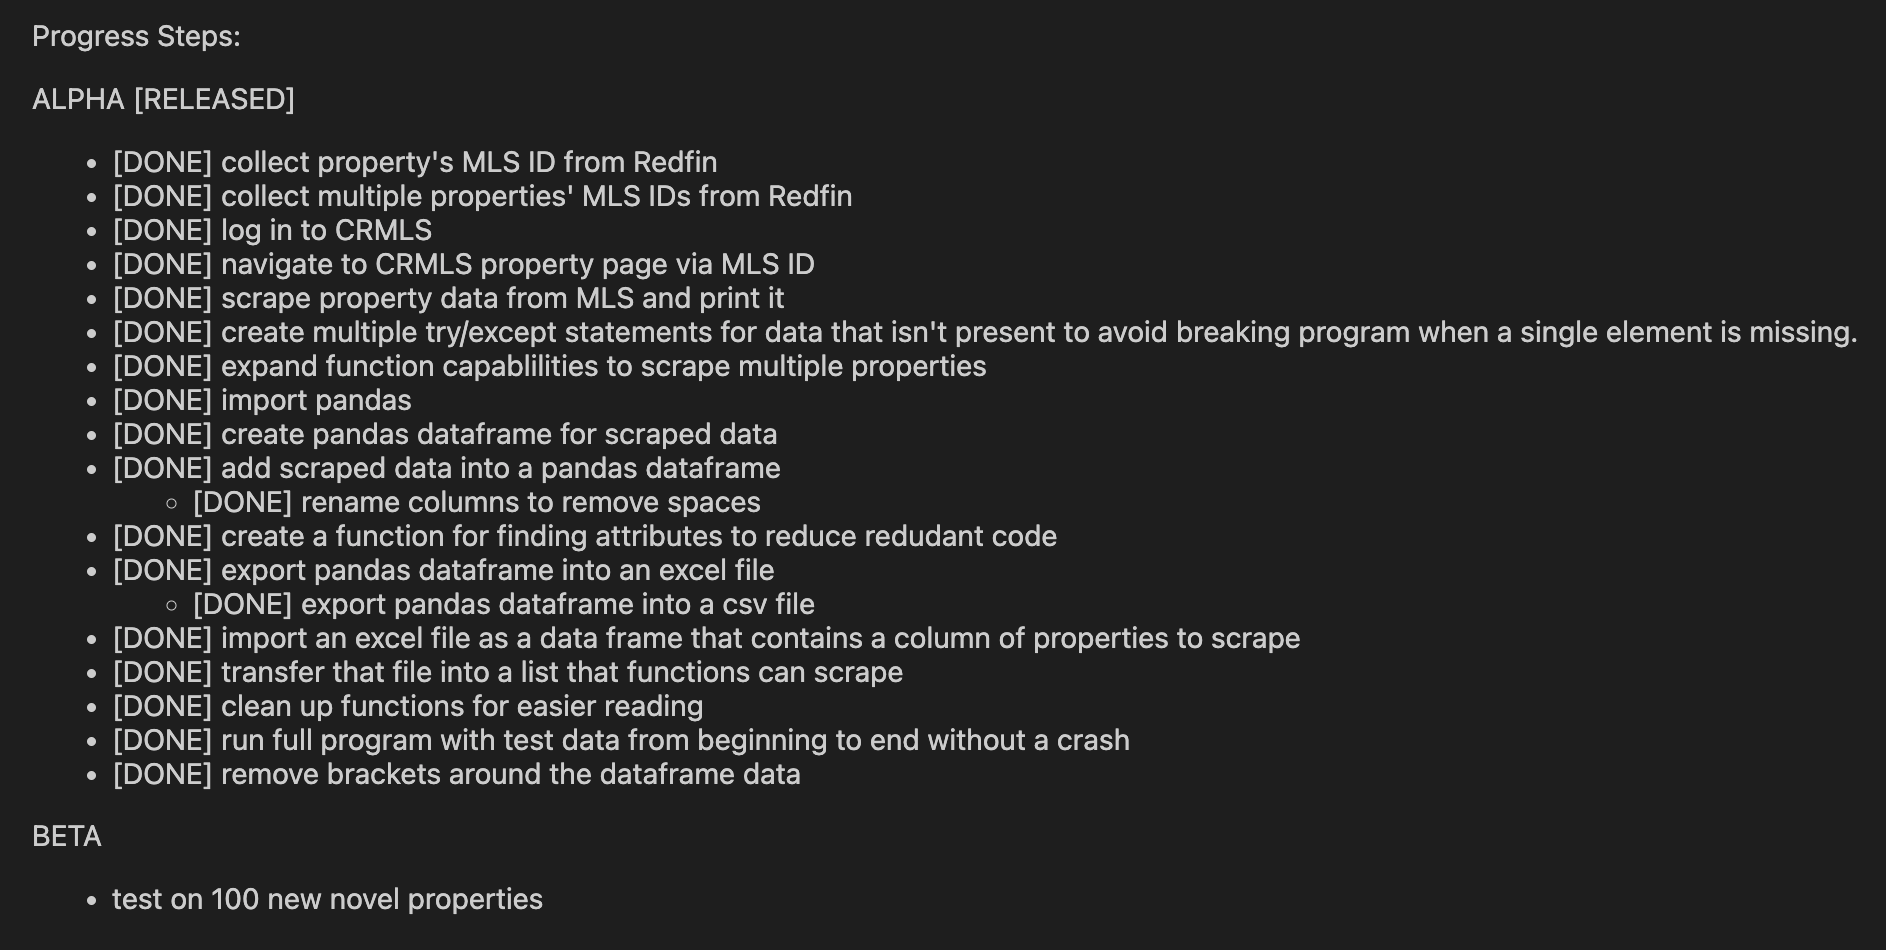 Progress Steps:
ALPHA [RELEASED]
• [DONE] collect property's MLS ID from Redfin
• [DONE] collect multiple properties' MLS IDs from Redfin
• [DONE] log in to CRMLS
• [DONE] navigate to CRMLS property page via MLS ID
• [DONE] scrape property data from MLS and print it
• [DONE] create multiple try/except statements for data that isn't present to avoid breaking program when a single element is missing.
• [DONE] expand function capablilities to scrape multiple properties
• [DONE] import pandas
• [DONE] create pandas dataframe for scraped data
• [DONE] add scraped data into a pandas dataframe
◦ [DONE] rename columns to remove spaces
• [DONE] create a function for finding attributes to reduce redudant code
• [DONE] export pandas dataframe into an excel file
◦ [DONE] export pandas dataframe into a csv file
• [DONE] import an excel file as a data frame that contains a column of properties to scrape
• [DONE] transfer that file into a list that functions can scrape
• [DONE] clean up functions for easier reading
• [DONE] run full program with test data from beginning to end without a crash
• [DONE] remove brackets around the dataframe data
BETA
• test on 100 new novel properties